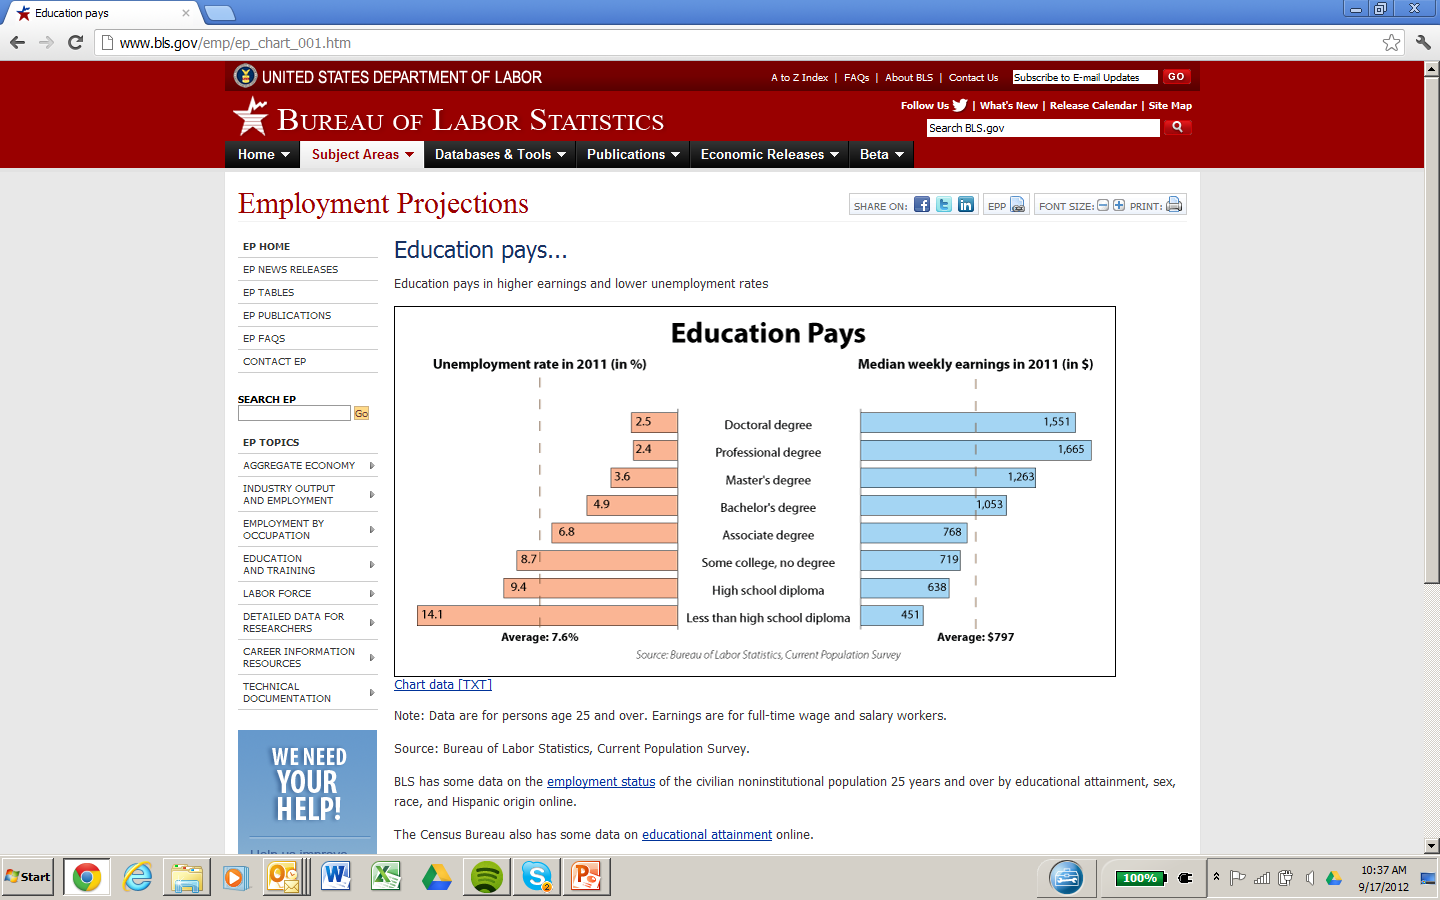 Education pays
www.bls.gov/emp/ep_chart_001.htm
UNITED STATES DEPARTMENT OF LABOR
A to Z Index | FAQs | About BLS | Contact Us Subscribe to E-mail Updates GO
Follow Us | What's New | Release Calendar | Site Map
BUREAU OF LABOR STATISTICS
Search BLS.gov
Home Subject Areas Databases & Tools Publications Economic Releases Beta
Employment Projections
SHARE ON: EPP FONT SIZE: PRINT:
EP HOME
EP NEWS RELEASES
EP TABLES
EP PUBLICATIONS
EP FAQS
CONTACT EP
SEARCH EP
Go
EP TOPICS
AGGREGATE ECONOMY
INDUSTRY OUTPUT
AND EMPLOYMENT
EMPLOYMENT BY
OCCUPATION
EDUCATION
AND TRAINING
LABOR FORCE
DETAILED DATA FOR
RESEARCHERS
CAREER INFORMATION
RESOURCES
TECHNICAL
DOCUMENTATION
WE NEED
YOUR
HELP!
Help us improve
Education pays...
Education pays in higher earnings and lower unemployment rates
Education Pays
Unemployment rate in 2011 (in %) Median weekly earnings in 2011 (in $)
2.5 Doctoral degree 1,551
2.4 Professional degree 1,665
3.6 Master's degree 1,263
4.9 Bachelor's degree 1,053
6.8 Associate degree 768
8.7 Some college, no degree 719
9.4 High school diploma 638
14.1 Less than high school diploma 451
Average: 7.6% Average: $797
Source: Bureau of Labor Statistics, Current Population Survey
Chart data [TXT]
Note: Data are for persons age 25 and over. Earnings are for full-time wage and salary workers.
Source: Bureau of Labor Statistics, Current Population Survey.
BLS has some data on the employment status of the civilian noninstitutional population 25 years and over by educational attainment, sex,
race, and Hispanic origin online.
The Census Bureau also has some data on educational attainment online.
Start 100% 10:37 AM
9/17/2012